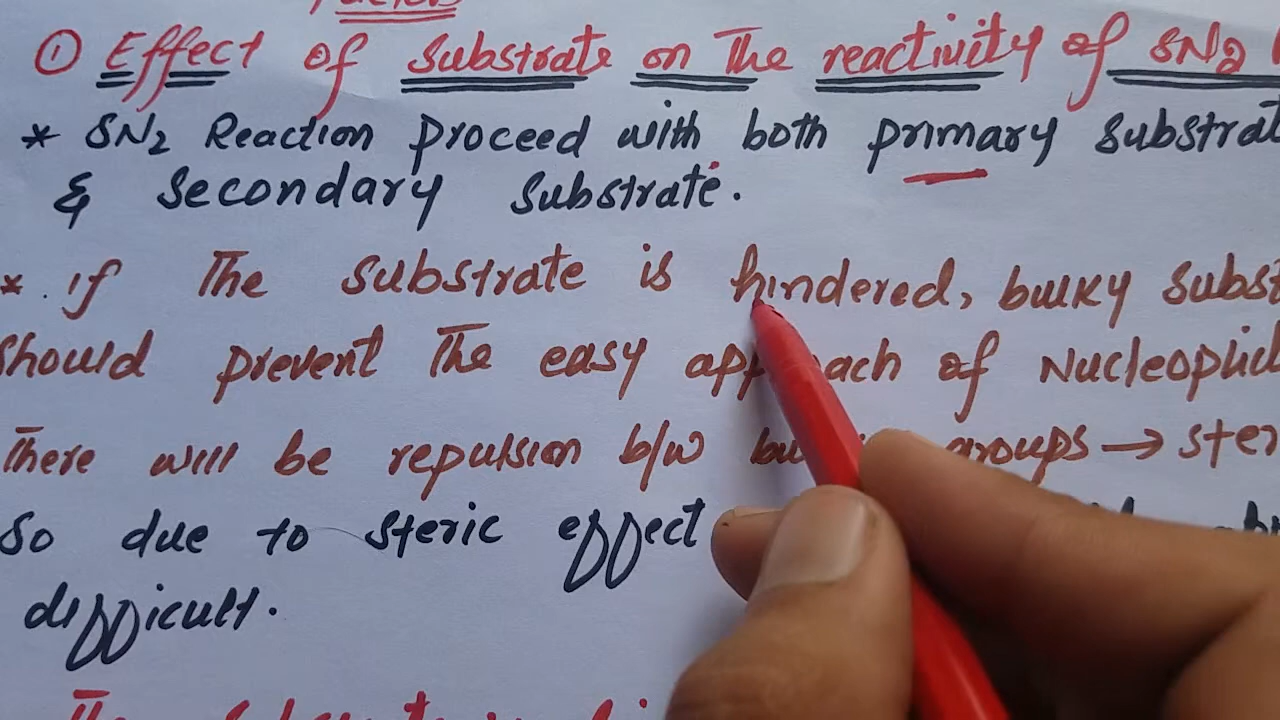 ① Effect of Substrate on The reactivity of SN2
* SN2 Reaction proceed with both primary substrat
& secondary substrate.
* if The substrate is hindered, bulky subst
should prevent The easy approach of Nucleophil
There will be repulsion b/w groups → ster
so due to steric effect
difficult.
The